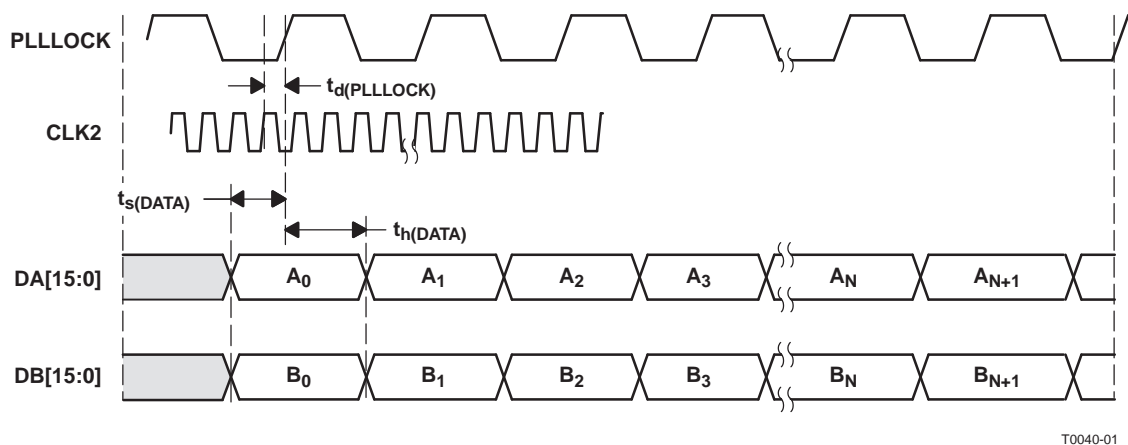 PLLLOCK
t_d(PLLLOCK)
CLK2
t_s(DATA)
t_h(DATA)
DA[15:0] A_0 A_1 A_2 A_3 A_N A_N+1
DB[15:0] B_0 B_1 B_2 B_3 B_N B_N+1
T0040-01